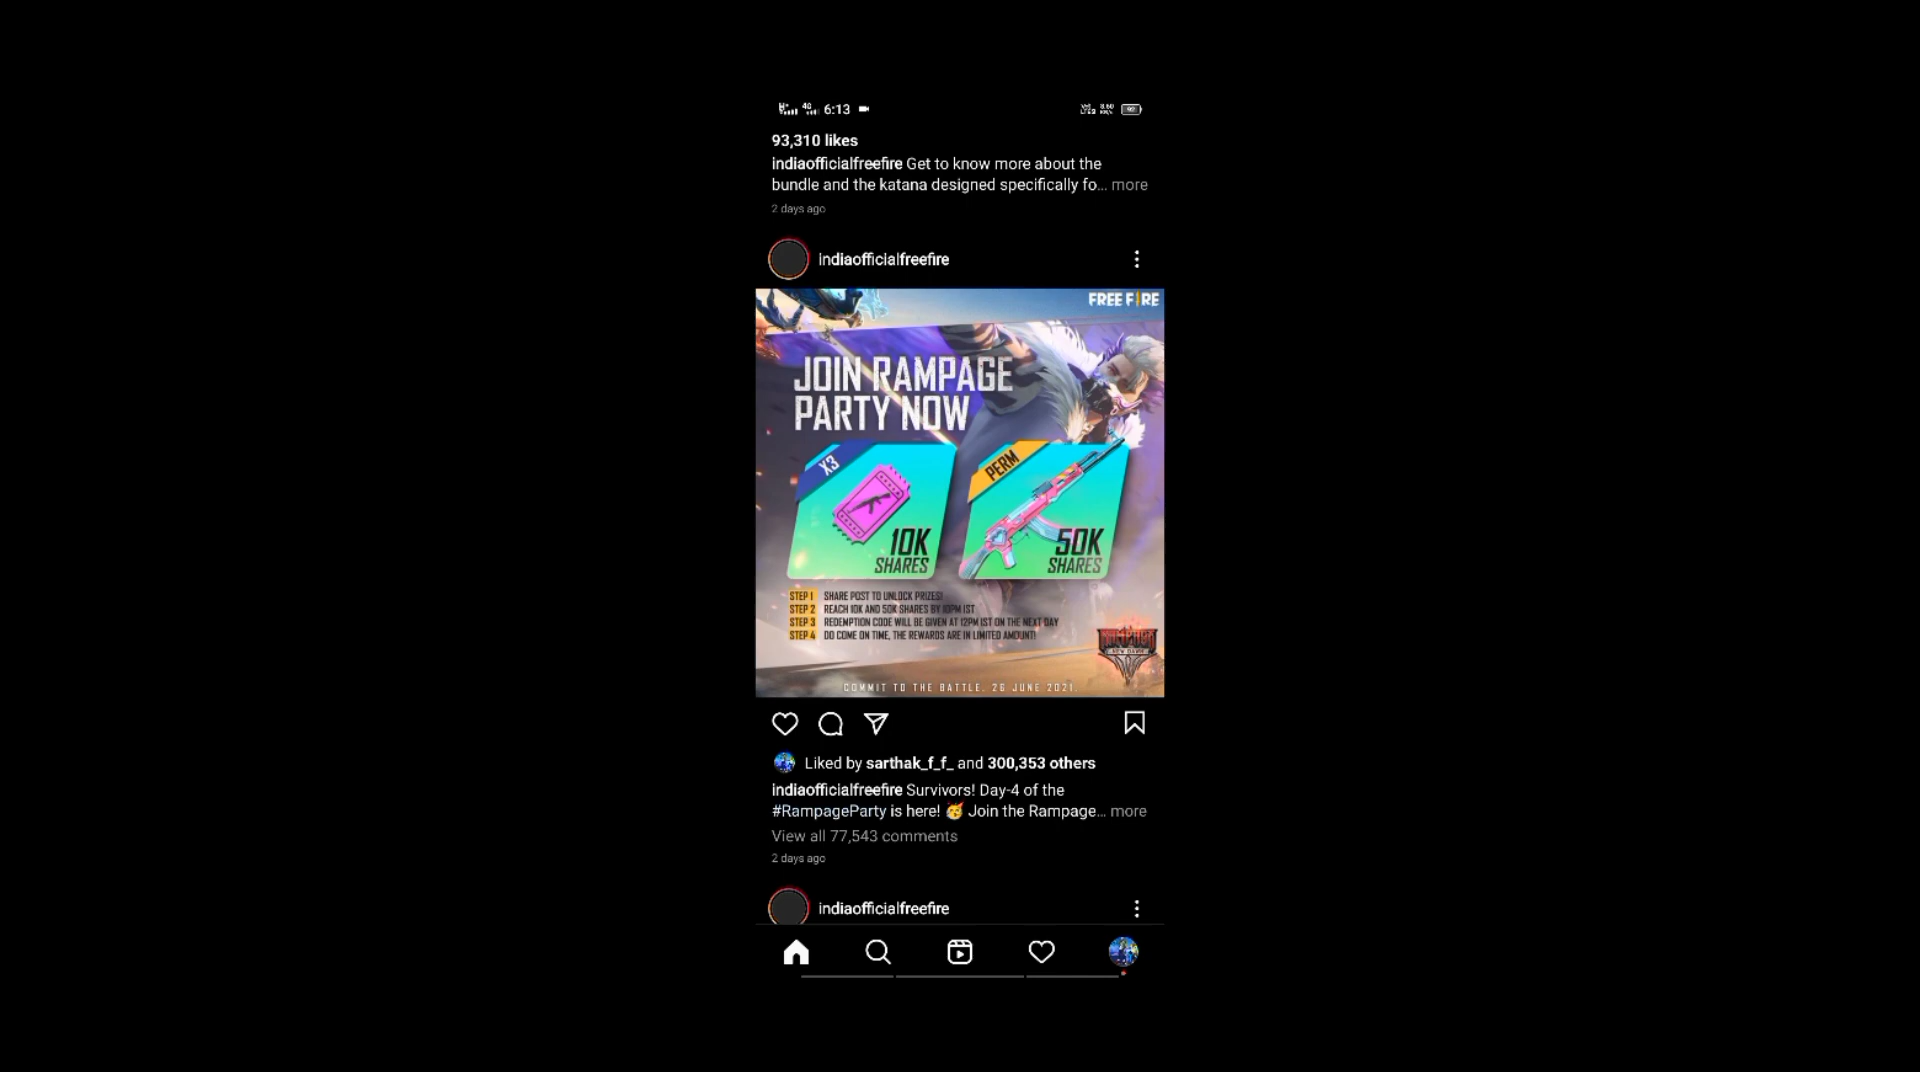 4G 6:13
93,310 likes
indiaofficialfreefire Get to know more about the
bundle and the katana designed specifically fo... more
2 days ago
indiaofficialfreefire
FREE FIRE
JOIN RAMPAGE
PARTY NOW
X3
10K
SHARES
PERM
50K
SHARES
STEP 1 SHARE POST TO UNLOCK PRIZES!
STEP 2 REACH 10K AND 50K SHARES BY 10PM IST
STEP 3 REDEMPTION CODE WILL BE GIVEN AT 12PM IST ON THE NEXT DAY
STEP 4 DO COME ON TIME, THE REWARDS ARE IN LIMITED AMOUNT!
NEW DAWN
COMMIT TO THE BATTLE. 26 JUNE 2021.
Liked by sarthak_f_f_ and 300,353 others
indiaofficialfreefire Survivors! Day-4 of the
#RampageParty is here! 🥳 Join the Rampage... more
View all 77,543 comments
2 days ago
indiaofficialfreefire